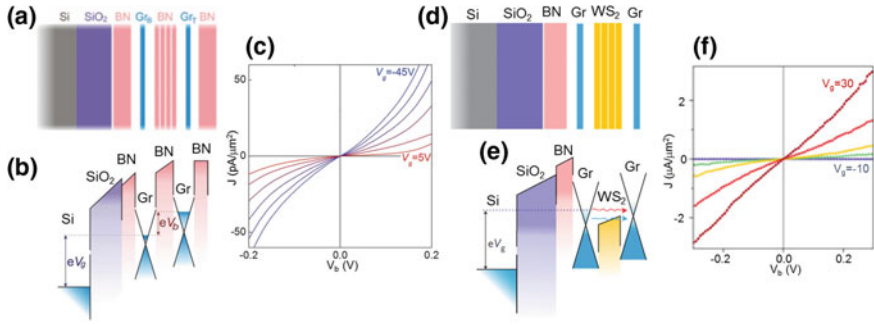 (a)
Si SiO2 BN GrB BN GrT BN
(b)
Si
SiO2
BN
Gr
BN
Gr
BN
eVg
eVb
(c)
J (pA/μm²)
50
0
-50
Vg=-45V
Vg=5V
-0.2 0.0 0.2
Vb (V)
(d)
Si SiO2 BN Gr WS2 Gr
(e)
Si
SiO2
BN
Gr
WS2
Gr
eVg
(f)
J (μA/μm²)
2
0
-2
Vg=30
Vg=-10
-0.2 0.0 0.2
Vb (V)